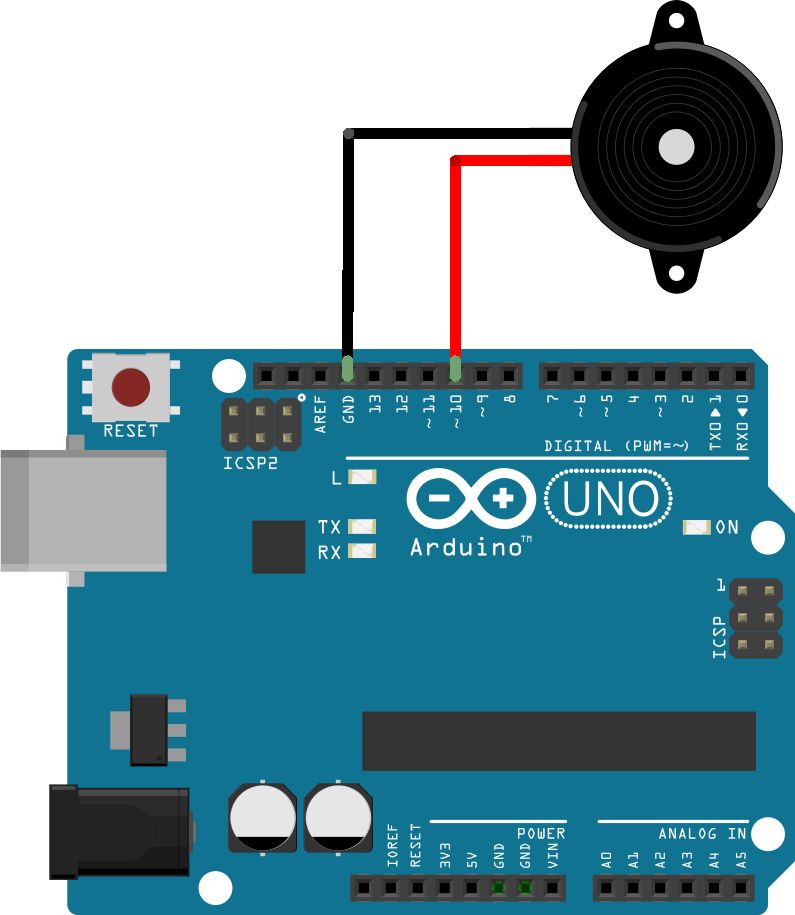 RESET
ICSP2
AREF
GND
13
12
~11
~10
~9
8
7
~6
~5
4
~3
2
TX0▶1
RX0◀0
DIGITAL (PWM=~)
L
TX
RX
UNO
Arduino™
ON
1
ICSP
POWER
ANALOG IN
IOREF
RESET
3V3
5V
GND
GND
VIN
A0
A1
A2
A3
A4
A5